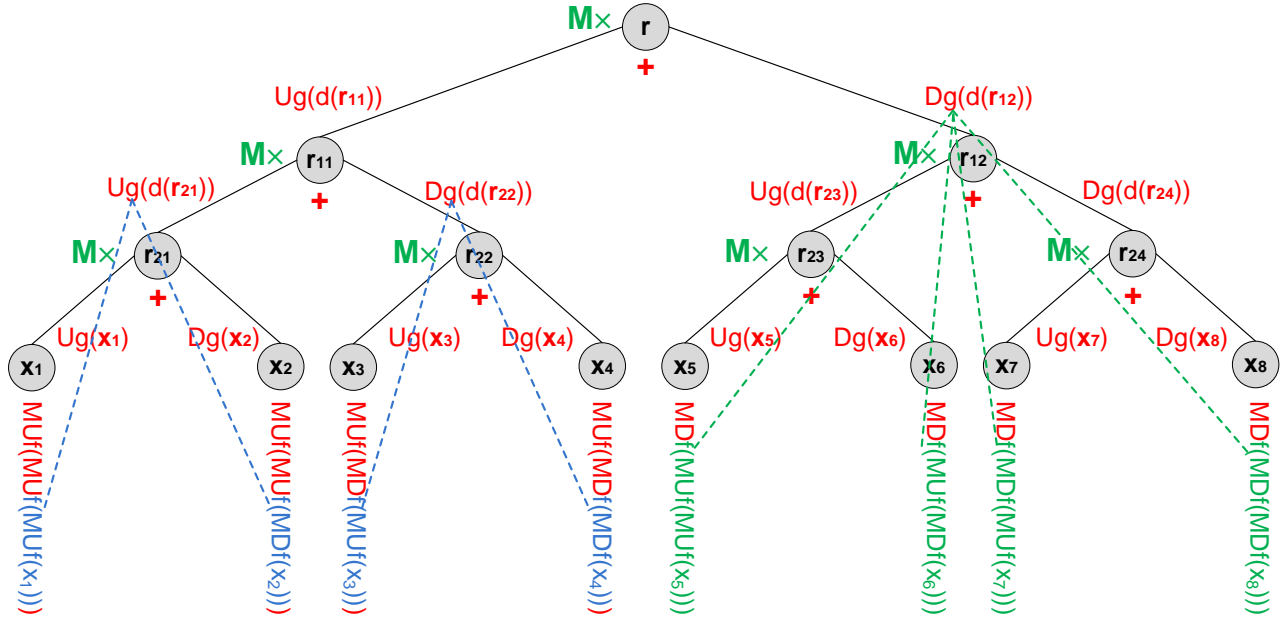 M× r
+
Ug(d(r11)) Dg(d(r12))
M× r11 M× r12
+ +
Ug(d(r21)) Dg(d(r22)) Ug(d(r23)) Dg(d(r24))
M× r21 M× r22 M× r23 M× r24
+ + + +
Ug(x1) Dg(x2) Ug(x3) Dg(x4) Ug(x5) Dg(x6) Ug(x7) Dg(x8)
x1 x2 x3 x4 x5 x6 x7 x8
MUf(MUf(MUf(x1)))
MUf(MUf(MDf(x2)))
MUf(MDf(MUf(x3)))
MUf(MDf(MDf(x4)))
MDf(MUf(MUf(x5)))
MDf(MUf(MDf(x6)))
MDf(MDf(MUf(x7)))
MDf(MDf(MDf(x8)))